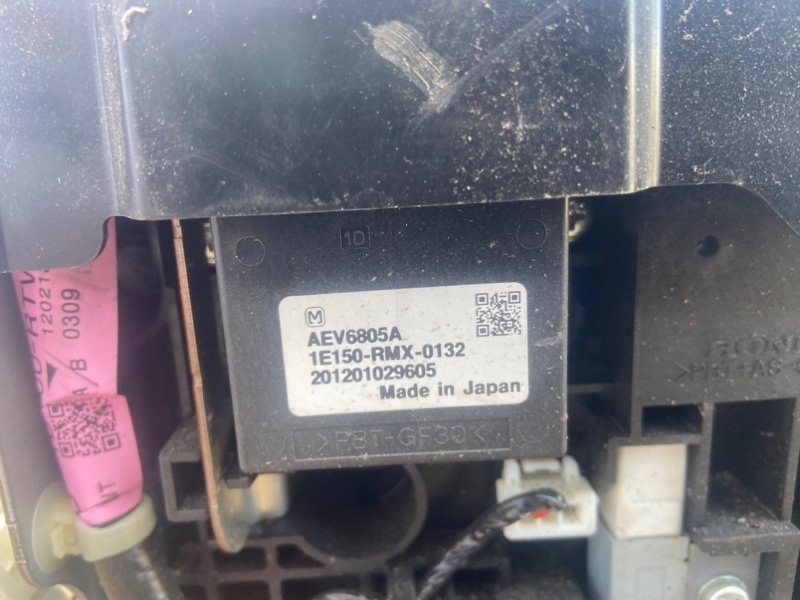 1D
M
AEV6805A
1E150-RMX-0132
201201029605
Made in Japan
>PBT-GF30<
0309